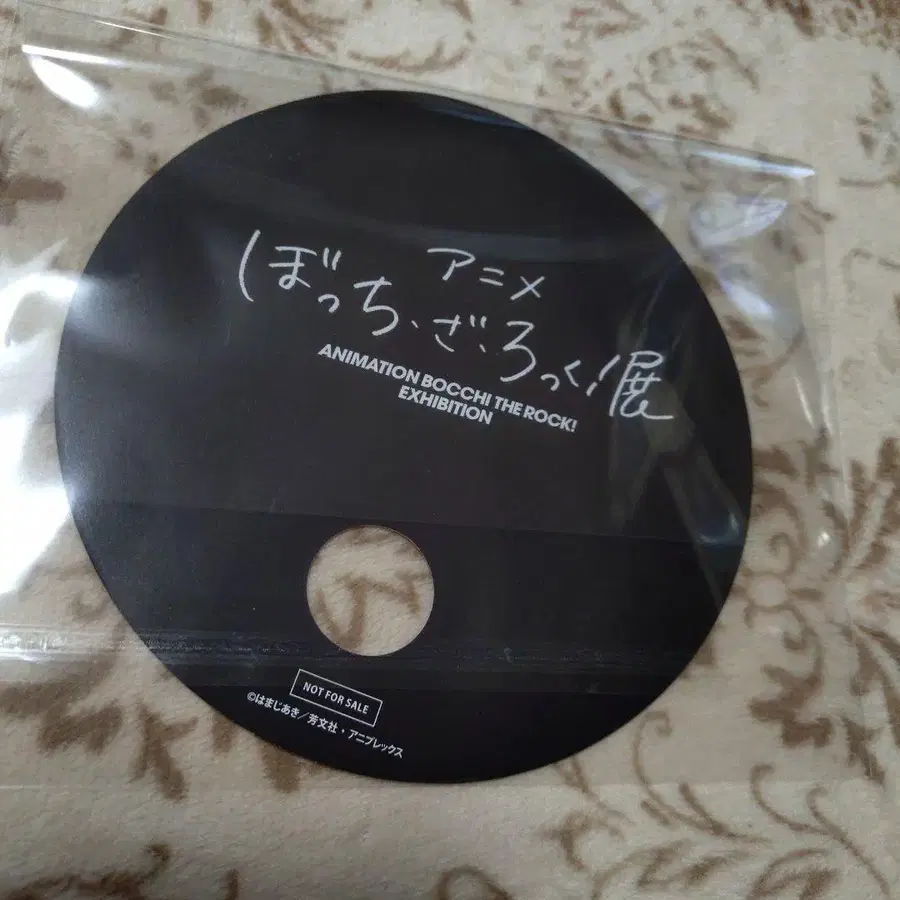 アニメ
ぼっち・ざ・ろっく!展
ANIMATION BOCCHI THE ROCK!
EXHIBITION
NOT FOR SALE
©はまじあき/芳文社・アニプレックス